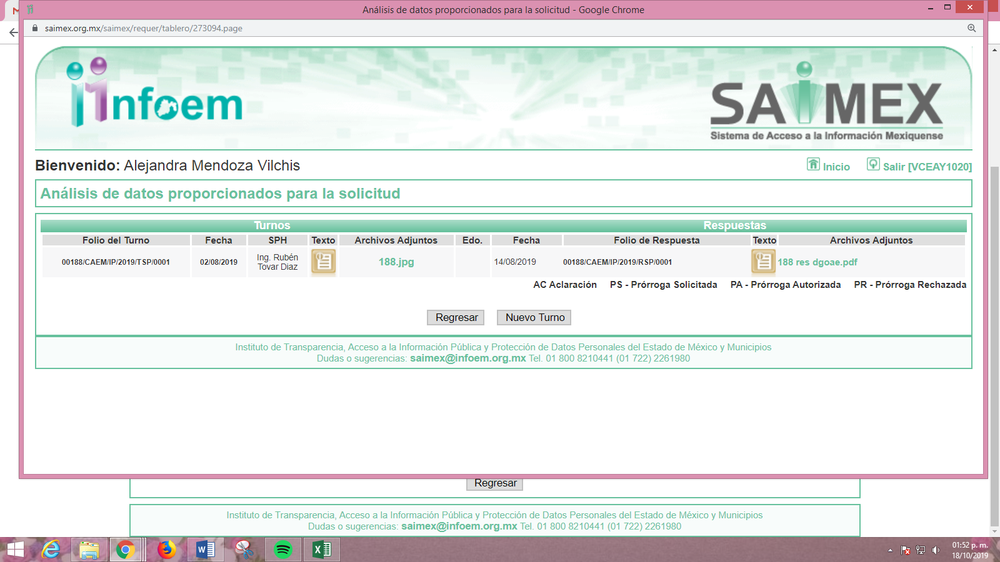 Análisis de datos proporcionados para la solicitud - Google Chrome
saimex.org.mx/saimex/requer/tablero/273094.page
infoem
SAIMEX
Sistema de Acceso a la Información Mexiquense
Bienvenido: Alejandra Mendoza Vilchis
Inicio Salir [VCEAY1020]
Análisis de datos proporcionados para la solicitud
Turnos Respuestas
Folio del Turno Fecha SPH Texto Archivos Adjuntos Edo. Fecha Folio de Respuesta Texto Archivos Adjuntos
00188/CAEM/IP/2019/TSP/0001 02/08/2019 Ing. Rubén Tovar Diaz 188.jpg 14/08/2019 00188/CAEM/IP/2019/RSP/0001 188 res dgoae.pdf
AC Aclaración PS - Prórroga Solicitada PA - Prórroga Autorizada PR - Prórroga Rechazada
Regresar Nuevo Turno
Instituto de Transparencia, Acceso a la Información Pública y Protección de Datos Personales del Estado de México y Municipios
Dudas o sugerencias: saimex@infoem.org.mx Tel. 01 800 8210441 (01 722) 2261980
Regresar
Instituto de Transparencia, Acceso a la Información Pública y Protección de Datos Personales del Estado de México y Municipios
Dudas o sugerencias: saimex@infoem.org.mx Tel. 01 800 8210441 (01 722) 2261980
01:52 p. m.
18/10/2019